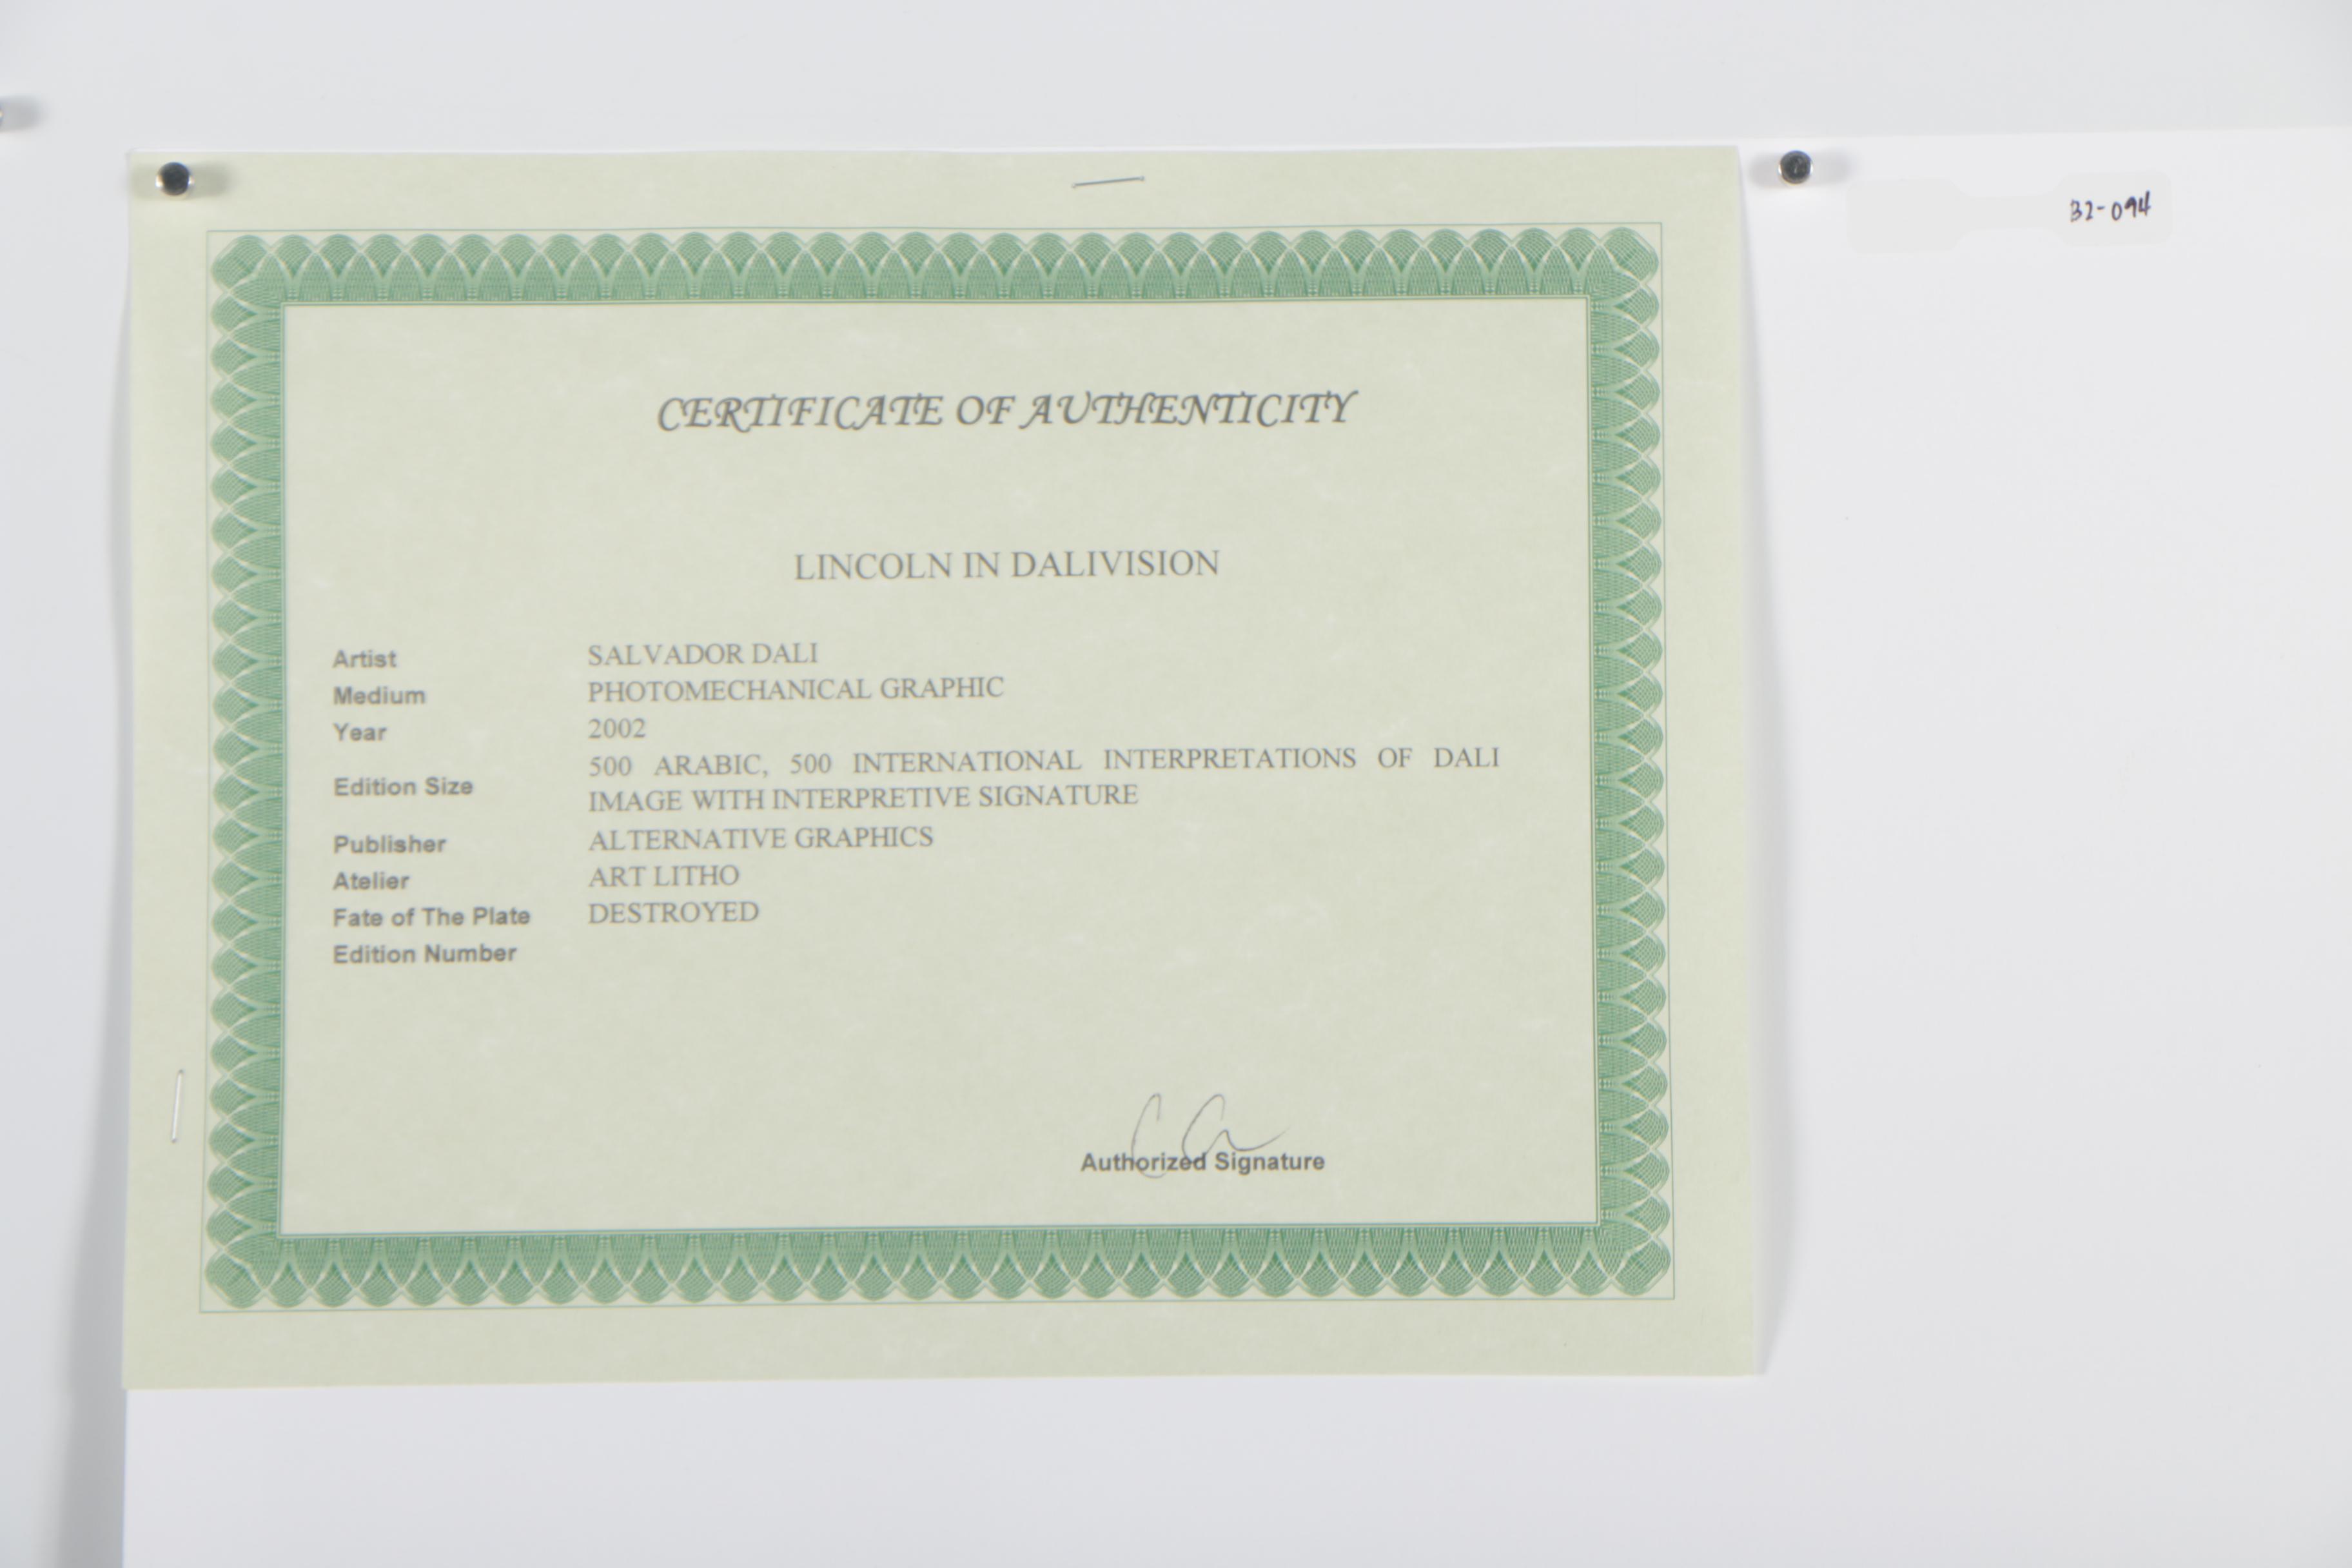 B2-094
CERTIFICATE OF AUTHENTICITY
LINCOLN IN DALIVISION
Artist SALVADOR DALI
Medium PHOTOMECHANICAL GRAPHIC
Year 2002
Edition Size 500 ARABIC, 500 INTERNATIONAL INTERPRETATIONS OF DALI
IMAGE WITH INTERPRETIVE SIGNATURE
Publisher ALTERNATIVE GRAPHICS
Atelier ART LITHO
Fate of The Plate DESTROYED
Edition Number
Authorized Signature